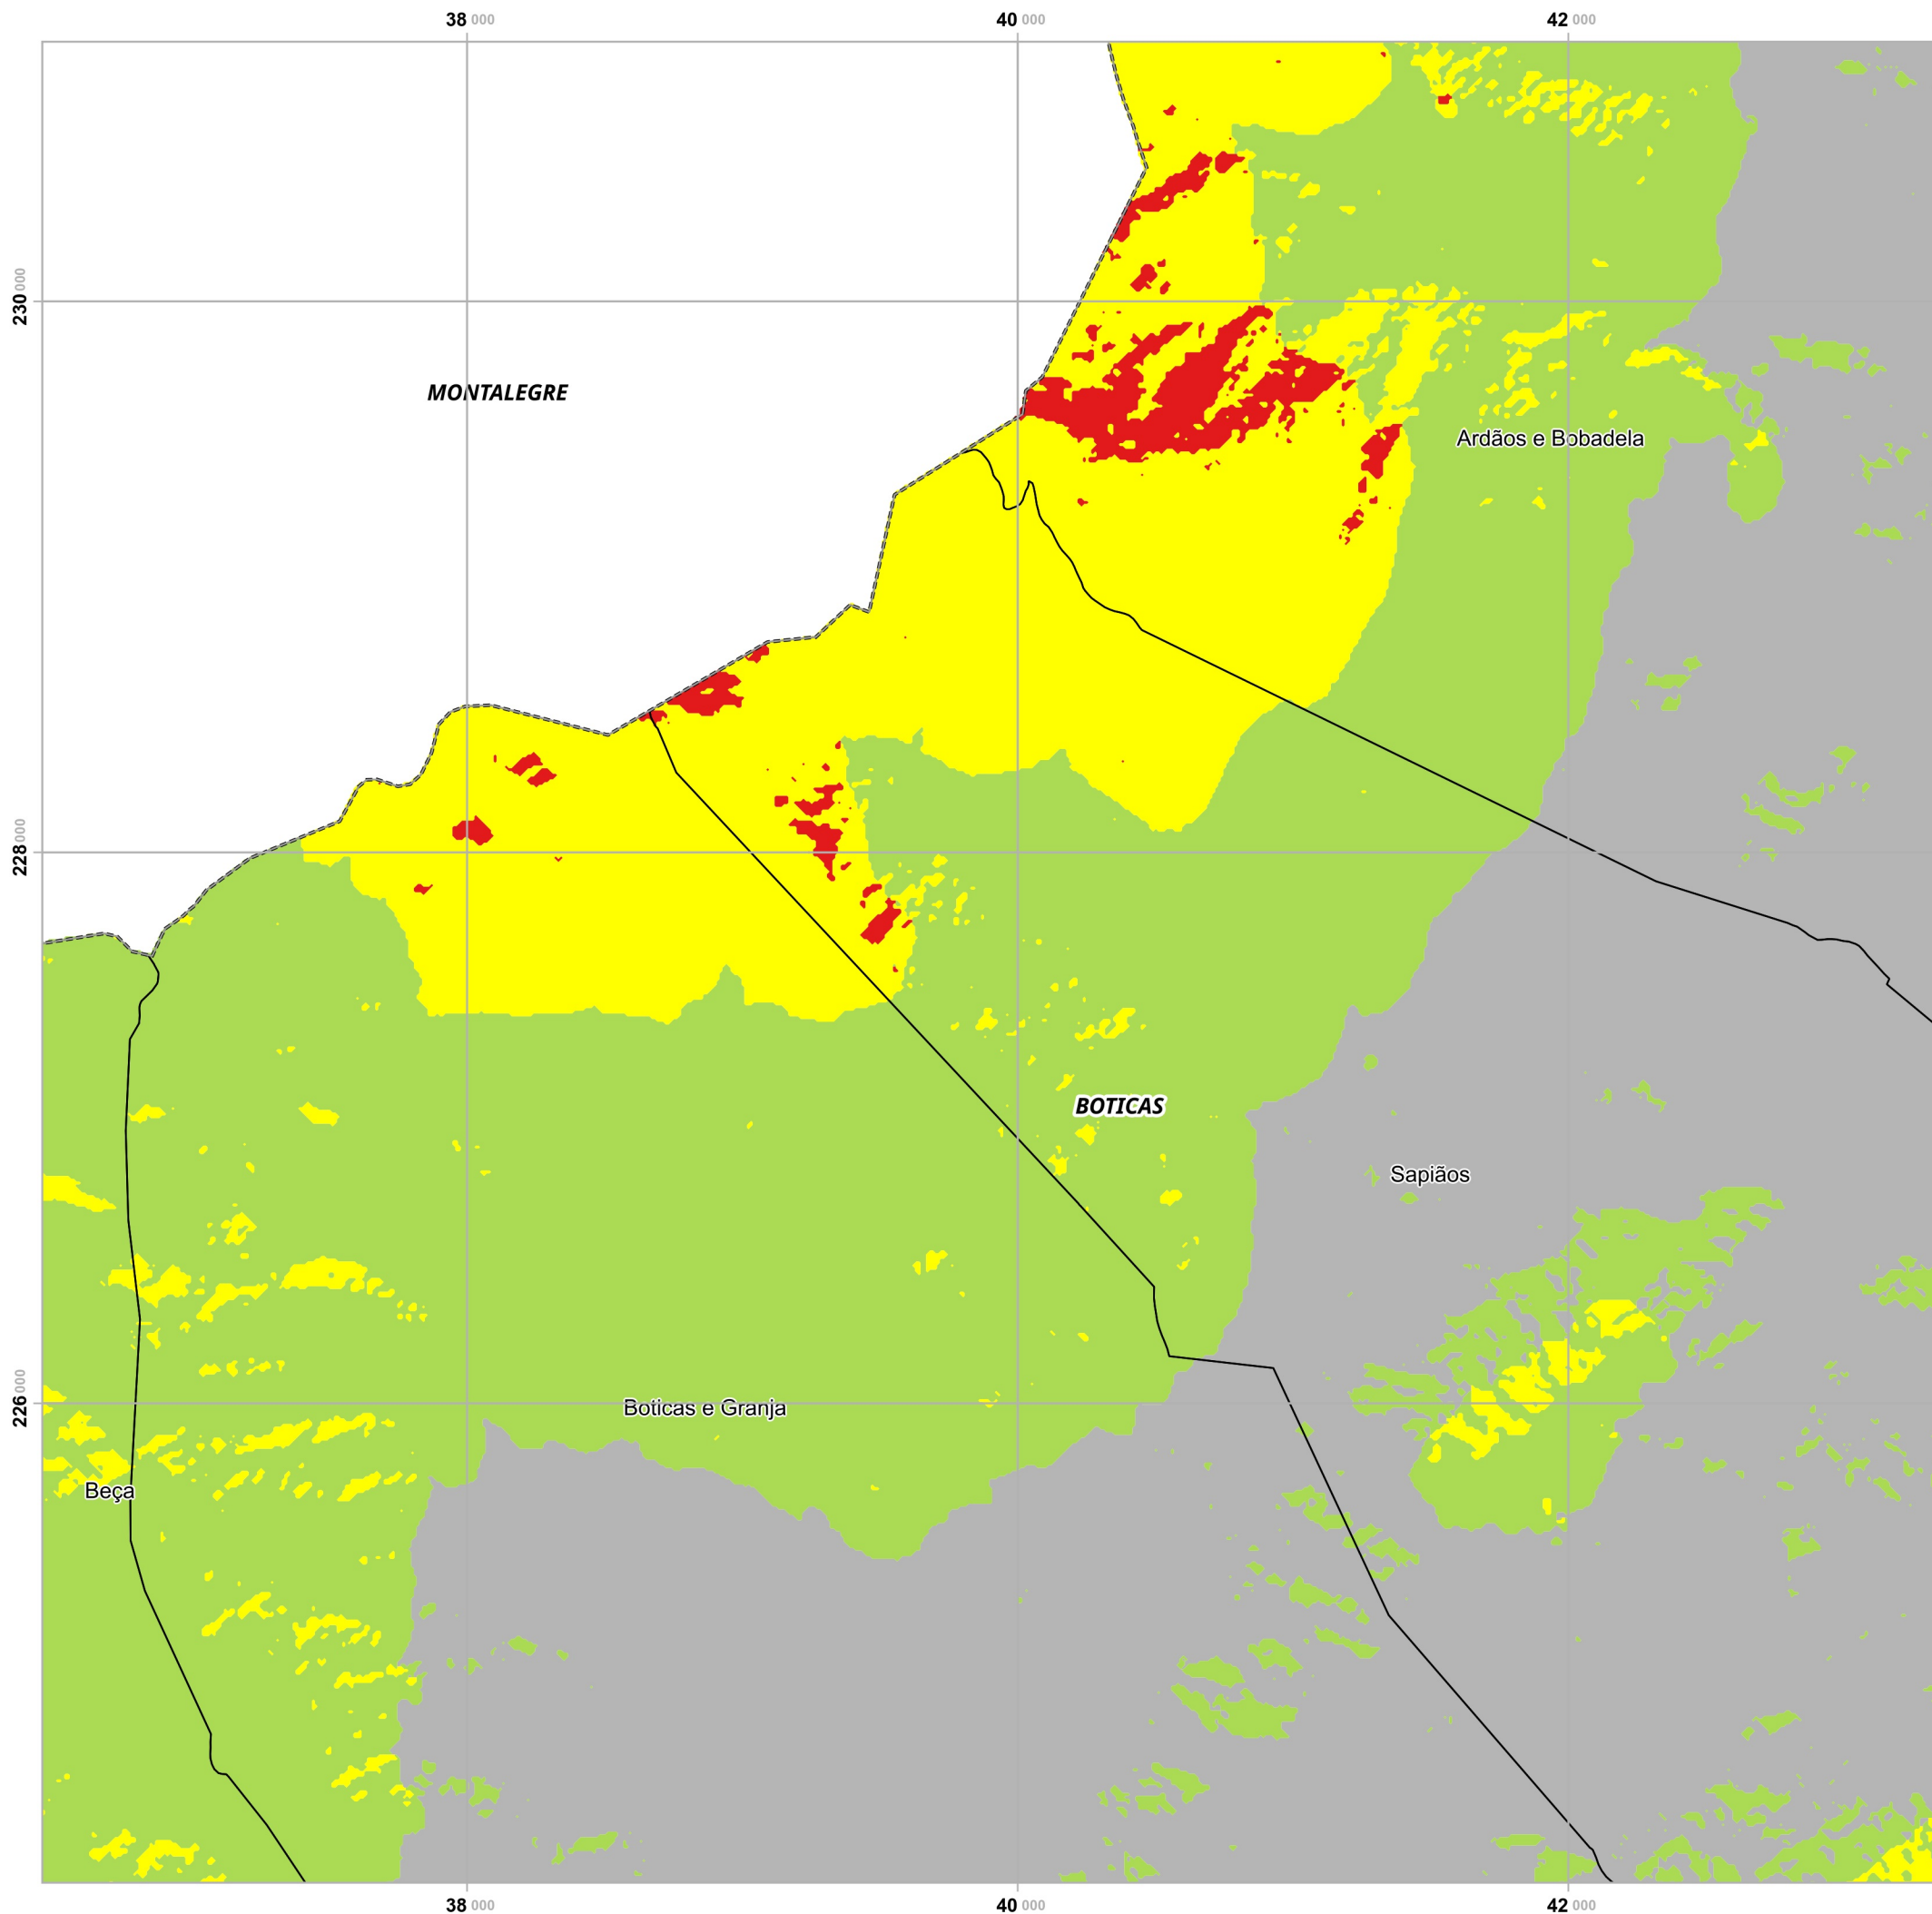 38 000 40 000 42 000
230 000
MONTALEGRE
Ardãos e Bobadela
228 000
BOTICAS
Sapiãos
226 000
Boticas e Granja
Beça
38 000 40 000 42 000